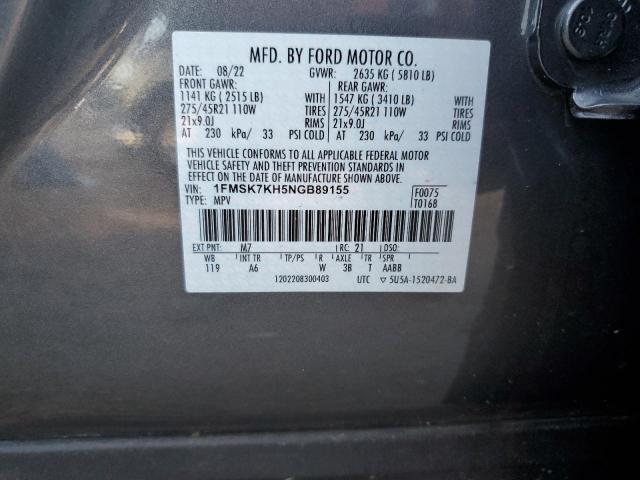 MFD. BY FORD MOTOR CO.
DATE: 08/22 GVWR: 2635 KG ( 5810 LB)
FRONT GAWR: REAR GAWR:
1141 KG ( 2515 LB) WITH 1547 KG ( 3410 LB) WITH
275/45R21 110W TIRES 275/45R21 110W TIRES
21x9.0J RIMS 21x9.0J RIMS
AT 230 kPa/ 33 PSI COLD AT 230 kPa/ 33 PSI COLD
THIS VEHICLE CONFORMS TO ALL APPLICABLE FEDERAL MOTOR
VEHICLE SAFETY AND THEFT PREVENTION STANDARDS IN
EFFECT ON THE DATE OF MANUFACTURE SHOWN ABOVE.
VIN: 1FMSK7KH5NGB89155 F0075
TYPE: MPV T0168
EXT PNT: M7 RC: 21 DSO:
WB INT TR TP/PS R AXLE TR SPR
119 A6 W 3B T AABB
1202208300403 UTC ▽ 5U5A-1520472-BA